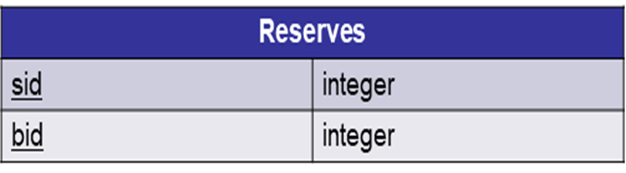 Reserves
sid integer
bid integer